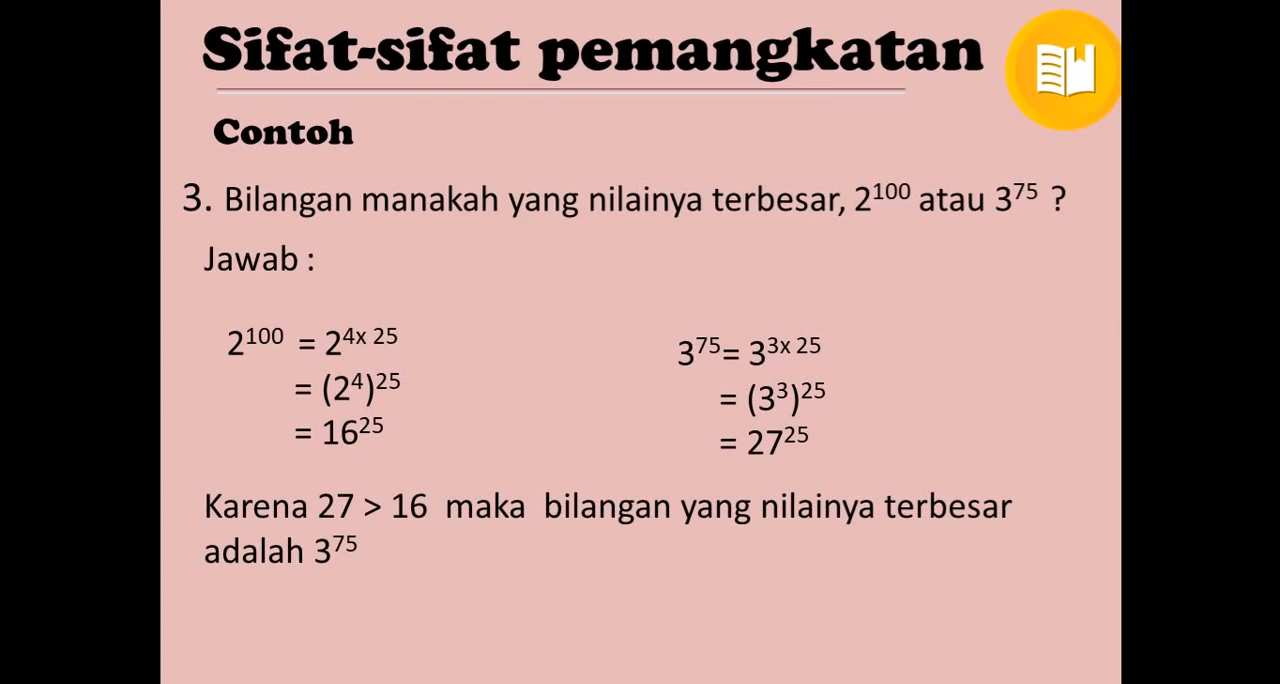 Sifat-sifat pemangkatan
Contoh
3. Bilangan manakah yang nilainya terbesar, 2¹⁰⁰ atau 3⁷⁵ ?
Jawab :
2¹⁰⁰ = 2⁴ˣ ²⁵
= (2⁴)²⁵
= 16²⁵
3⁷⁵= 3³ˣ ²⁵
= (3³)²⁵
= 27²⁵
Karena 27 > 16 maka bilangan yang nilainya terbesar
adalah 3⁷⁵